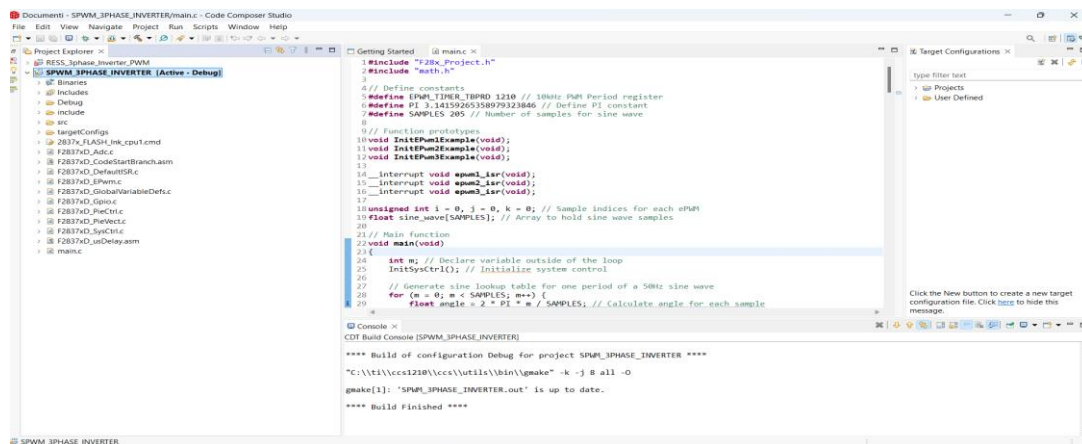 Documenti - SPWM_3PHASE_INVERTER/main.c - Code Composer Studio
File Edit View Navigate Project Run Scripts Window Help
Project Explorer
RESS_3phase_Inverter_PWM
SPWM_3PHASE_INVERTER [Active - Debug]
Binaries
Includes
Debug
include
src
targetConfigs
2837x_FLASH_lnk_cpu1.cmd
F2837xD_Adc.c
F2837xD_CodeStartBranch.asm
F2837xD_DefaultISR.c
F2837xD_EPwm.c
F2837xD_GlobalVariableDefs.c
F2837xD_Gpio.c
F2837xD_PieCtrl.c
F2837xD_PieVect.c
F2837xD_SysCtrl.c
F2837xD_usDelay.asm
main.c
Getting Started main.c
1 #include "F28x_Project.h"
2 #include "math.h"
3
4 // Define constants
5 #define EPWM_TIMER_TBPRD 1210 // 10kHz PWM Period register
6 #define PI 3.14159265358979323846 // Define PI constant
7 #define SAMPLES 205 // Number of samples for sine wave
8
9 // Function prototypes
10 void InitEPwm1Example(void);
11 void InitEPwm2Example(void);
12 void InitEPwm3Example(void);
13
14 __interrupt void epwm1_isr(void);
15 __interrupt void epwm2_isr(void);
16 __interrupt void epwm3_isr(void);
17
18 unsigned int i = 0, j = 0, k = 0; // Sample indices for each ePWM
19 float sine_wave[SAMPLES]; // Array to hold sine wave samples
20
21 // Main function
22 void main(void)
23 {
24 int m; // Declare variable outside of the loop
25 InitSysCtrl(); // Initialize system control
26
27 // Generate sine lookup table for one period of a 50Hz sine wave
28 for (m = 0; m < SAMPLES; m++) {
29 float angle = 2 * PI * m / SAMPLES; // Calculate angle for each sample
Console
CDT Build Console [SPWM_3PHASE_INVERTER]
**** Build of configuration Debug for project SPWM_3PHASE_INVERTER ****
"C:\\ti\\ccs1210\\ccs\\utils\\bin\\gmake" -k -j 8 all -O
gmake[1]: 'SPWM_3PHASE_INVERTER.out' is up to date.
**** Build Finished ****
Target Configurations
type filter text
Projects
User Defined
Click the New button to create a new target
configuration file. Click here to hide this
message.
SPWM_3PHASE_INVERTER